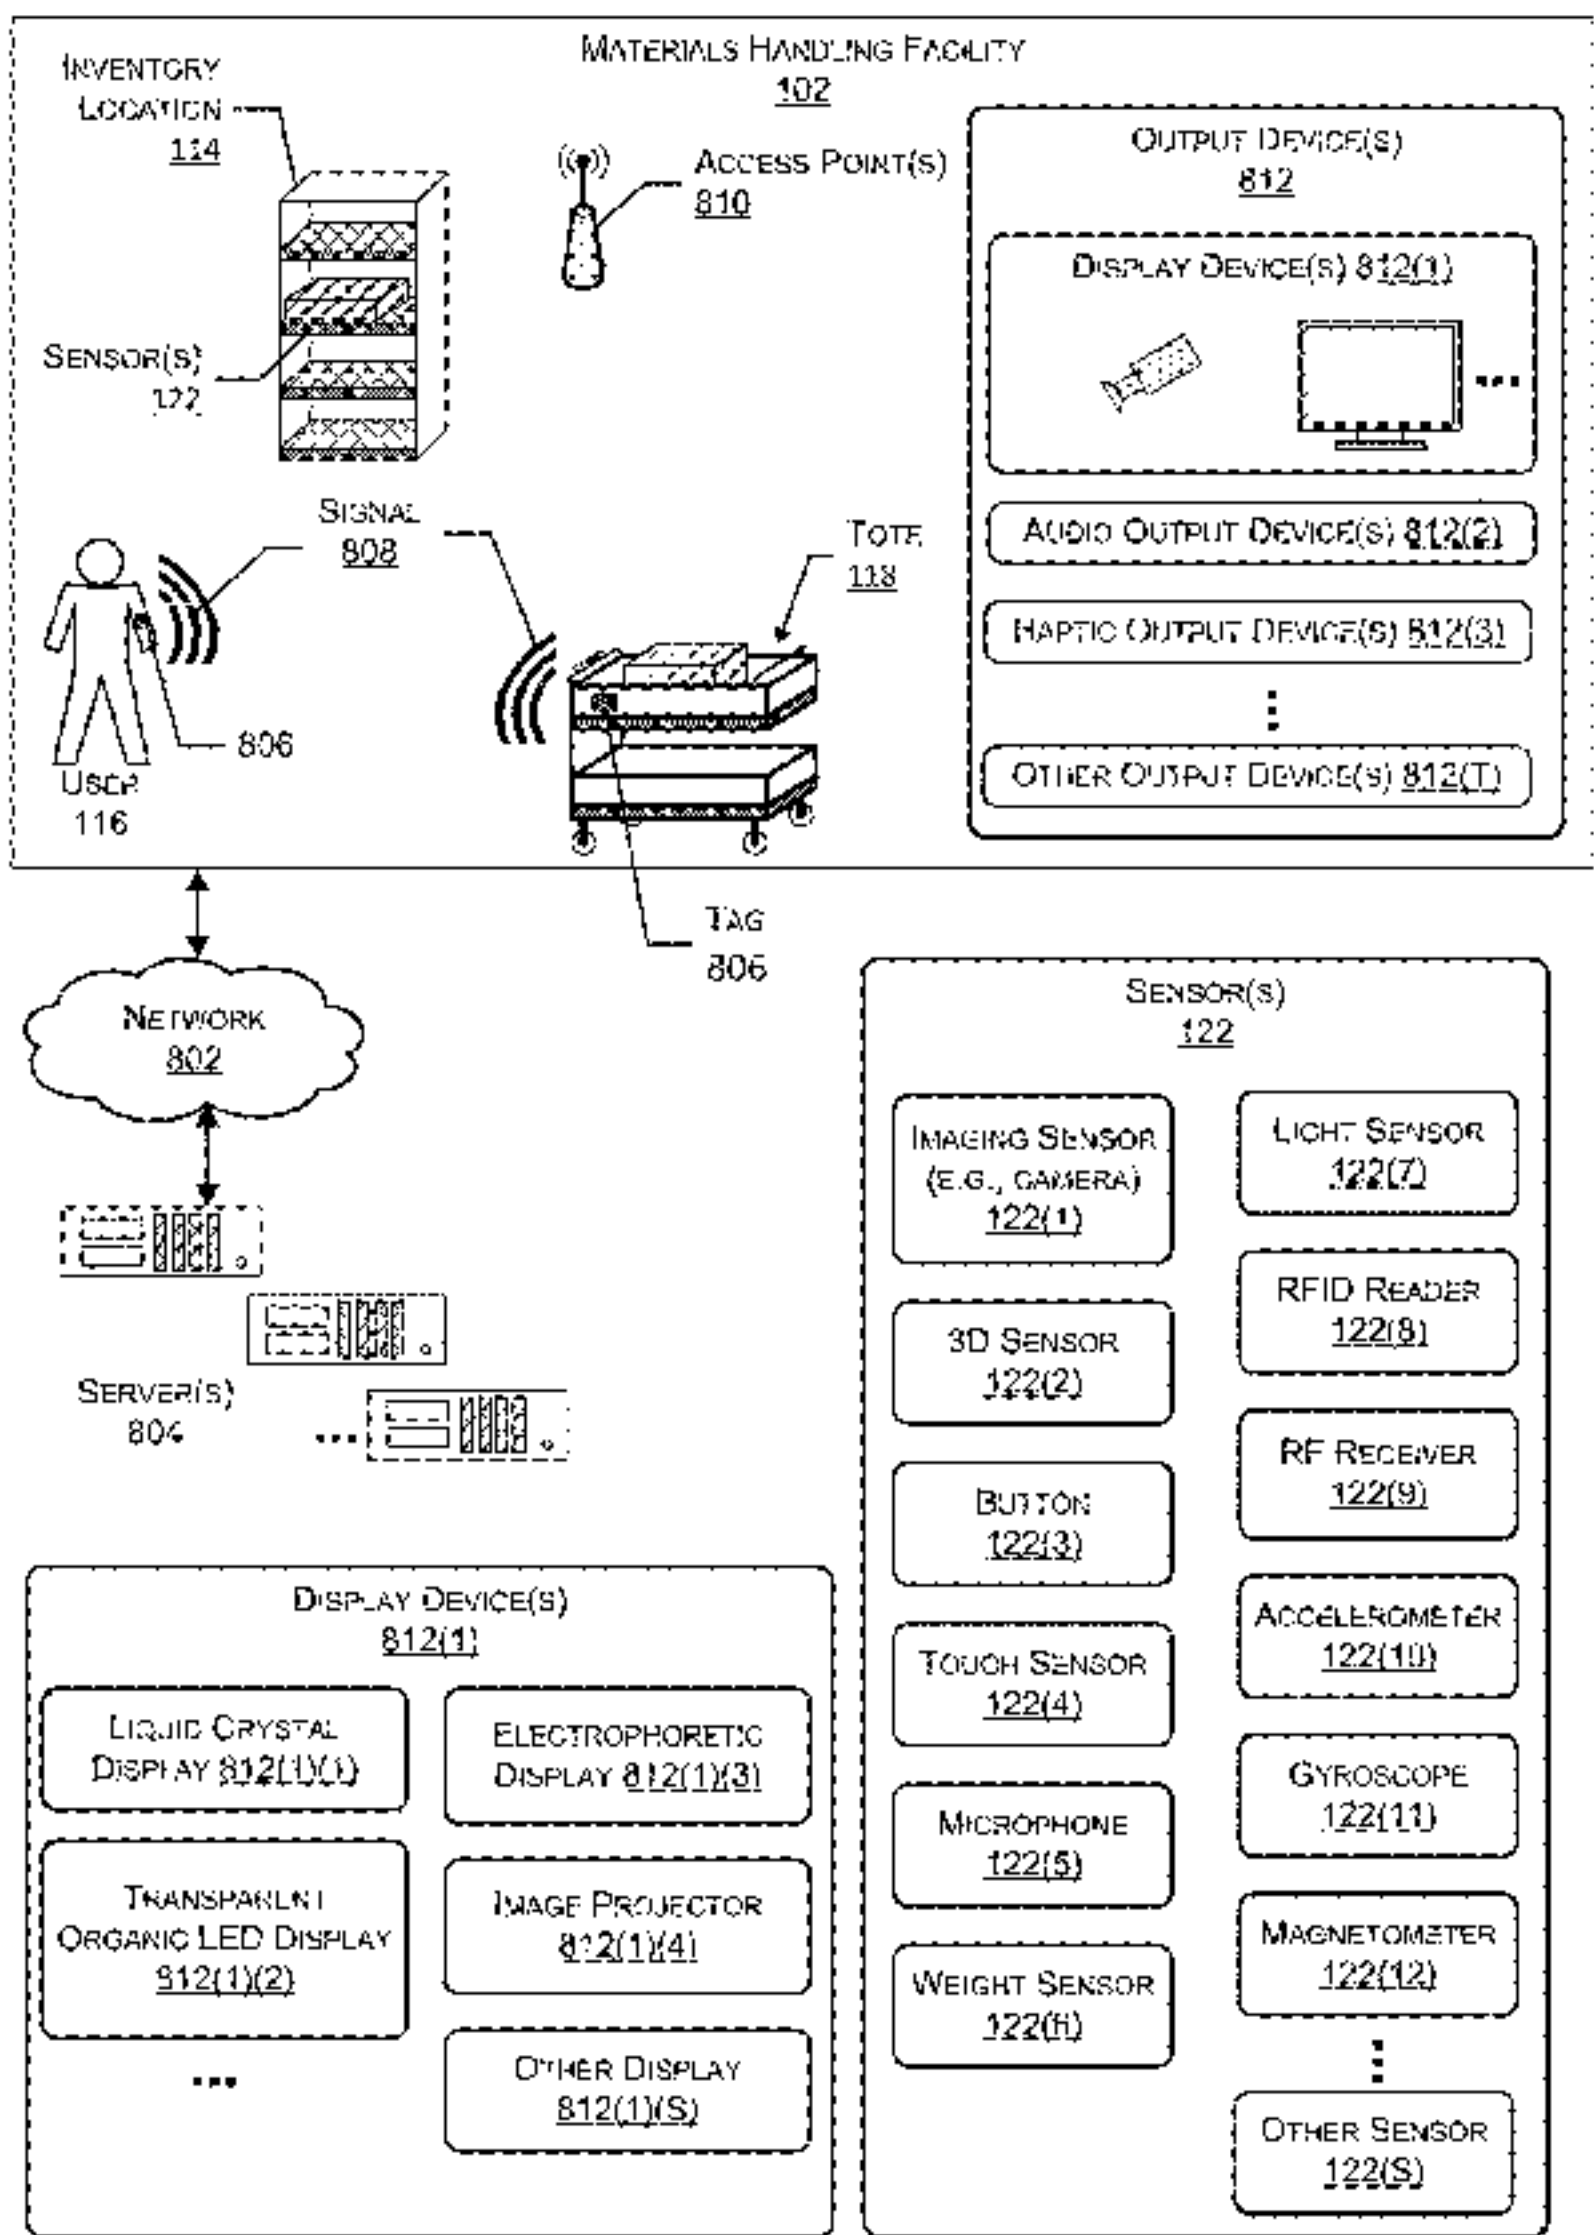 MATERIALS HANDLING FACILITY
102
INVENTORY
LOCATION
114
ACCESS POINT(S)
810
SENSOR(S)
122
SIGNAL
808
TOTE
118
806
USER
116
TAG
806
OUTPUT DEVICE(S)
812
DISPLAY DEVICE(S) 812(1)
...
AUDIO OUTPUT DEVICE(S) 812(2)
HAPTIC OUTPUT DEVICE(S) 812(3)
OTHER OUTPUT DEVICE(S) 812(T)
NETWORK
802
SERVER(S)
804
...
DISPLAY DEVICE(S)
812(1)
LIQUID CRYSTAL
DISPLAY 812(1)(1)
TRANSPARENT
ORGANIC LED DISPLAY
812(1)(2)
...
ELECTROPHORETIC
DISPLAY 812(1)(3)
IMAGE PROJECTOR
812(1)(4)
OTHER DISPLAY
812(1)(S)
SENSOR(S)
122
IMAGING SENSOR
(E.G., CAMERA)
122(1)
3D SENSOR
122(2)
BUTTON
122(3)
TOUCH SENSOR
122(4)
MICROPHONE
122(5)
WEIGHT SENSOR
122(6)
LIGHT SENSOR
122(7)
RFID READER
122(8)
RF RECEIVER
122(9)
ACCELEROMETER
122(10)
GYROSCOPE
122(11)
MAGNETOMETER
122(12)
OTHER SENSOR
122(S)